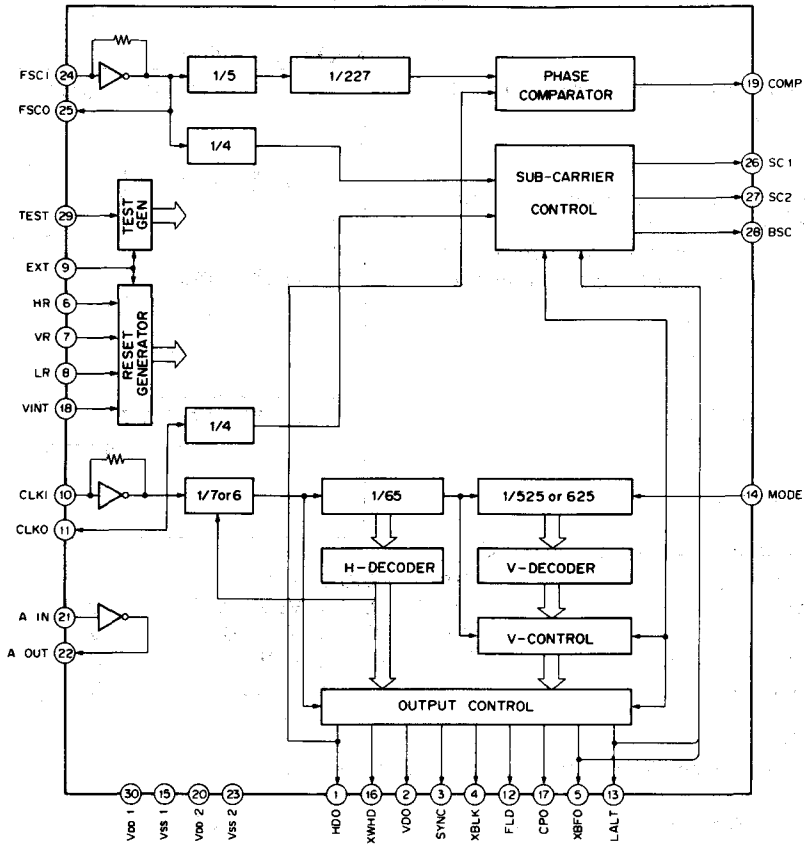 FSCI 24
1/5
1/227
PHASE
COMPARATOR
19 COMP
FSCO 25
1/4
SUB-CARRIER
CONTROL
26 SC1
27 SC2
28 BSC
TEST 29
TEST
GEN
EXT 9
HR 6
VR 7
LR 8
VINT 18
RESET
GENERATOR
1/4
CLKI 10
1/7or6
1/65
1/525 or 625
14 MODE
CLKO 11
H-DECODER
V-DECODER
A IN 21
A OUT 22
V-CONTROL
OUTPUT CONTROL
30 15 20 23 1 16 2 3 4 12 17 5 13
VDD 1
VSS 1
VDD 2
VSS 2
HDO
XWHD
VDO
SYNC
XBLK
FLD
CPO
XBFO
LALT